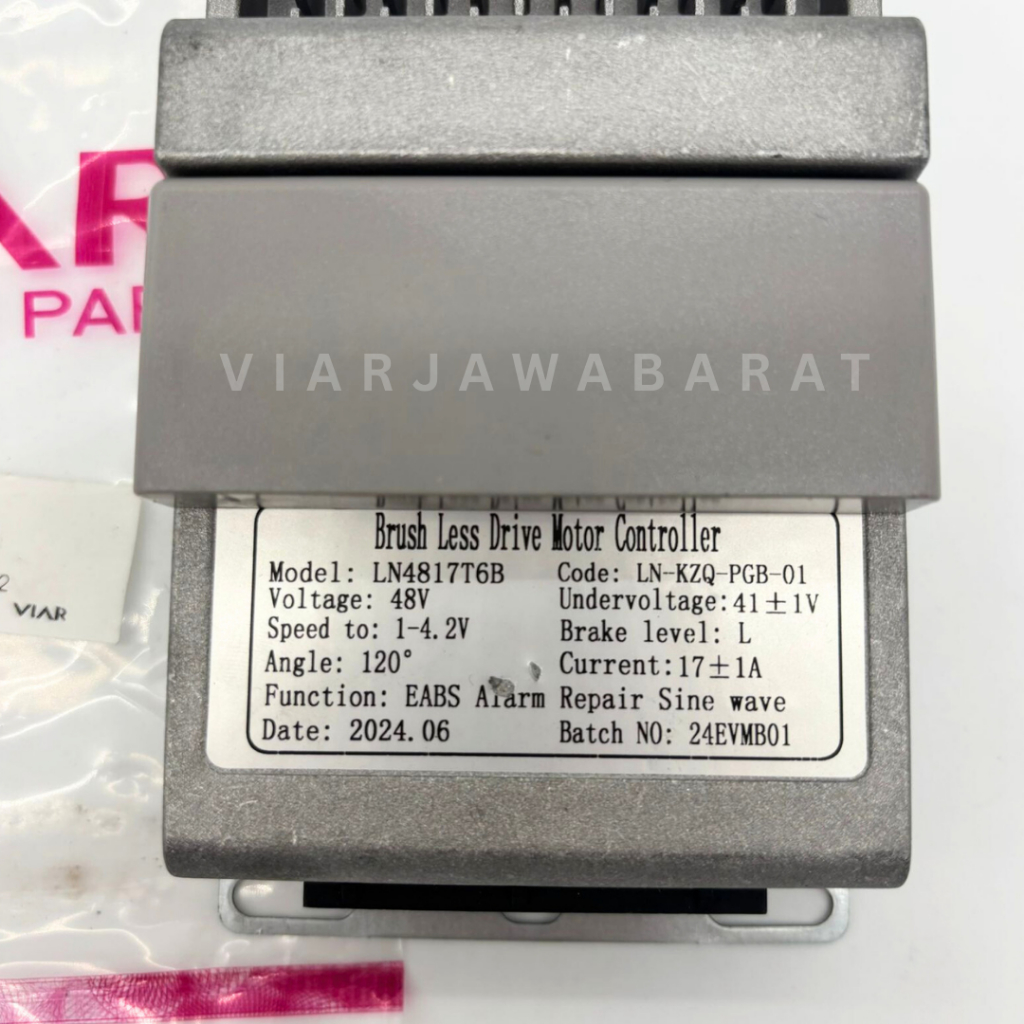 PAR
VIARJAWABARAT
2
VIAR
Brush Less Drive Motor Controller
Model: LN4817T6B Code: LN-KZQ-PGB-01
Voltage: 48V Undervoltage:41±1V
Speed to: 1-4.2V Brake level: L
Angle: 120° Current:17±1A
Function: EABS Alarm Repair Sine wave
Date: 2024.06 Batch NO: 24EVMB01